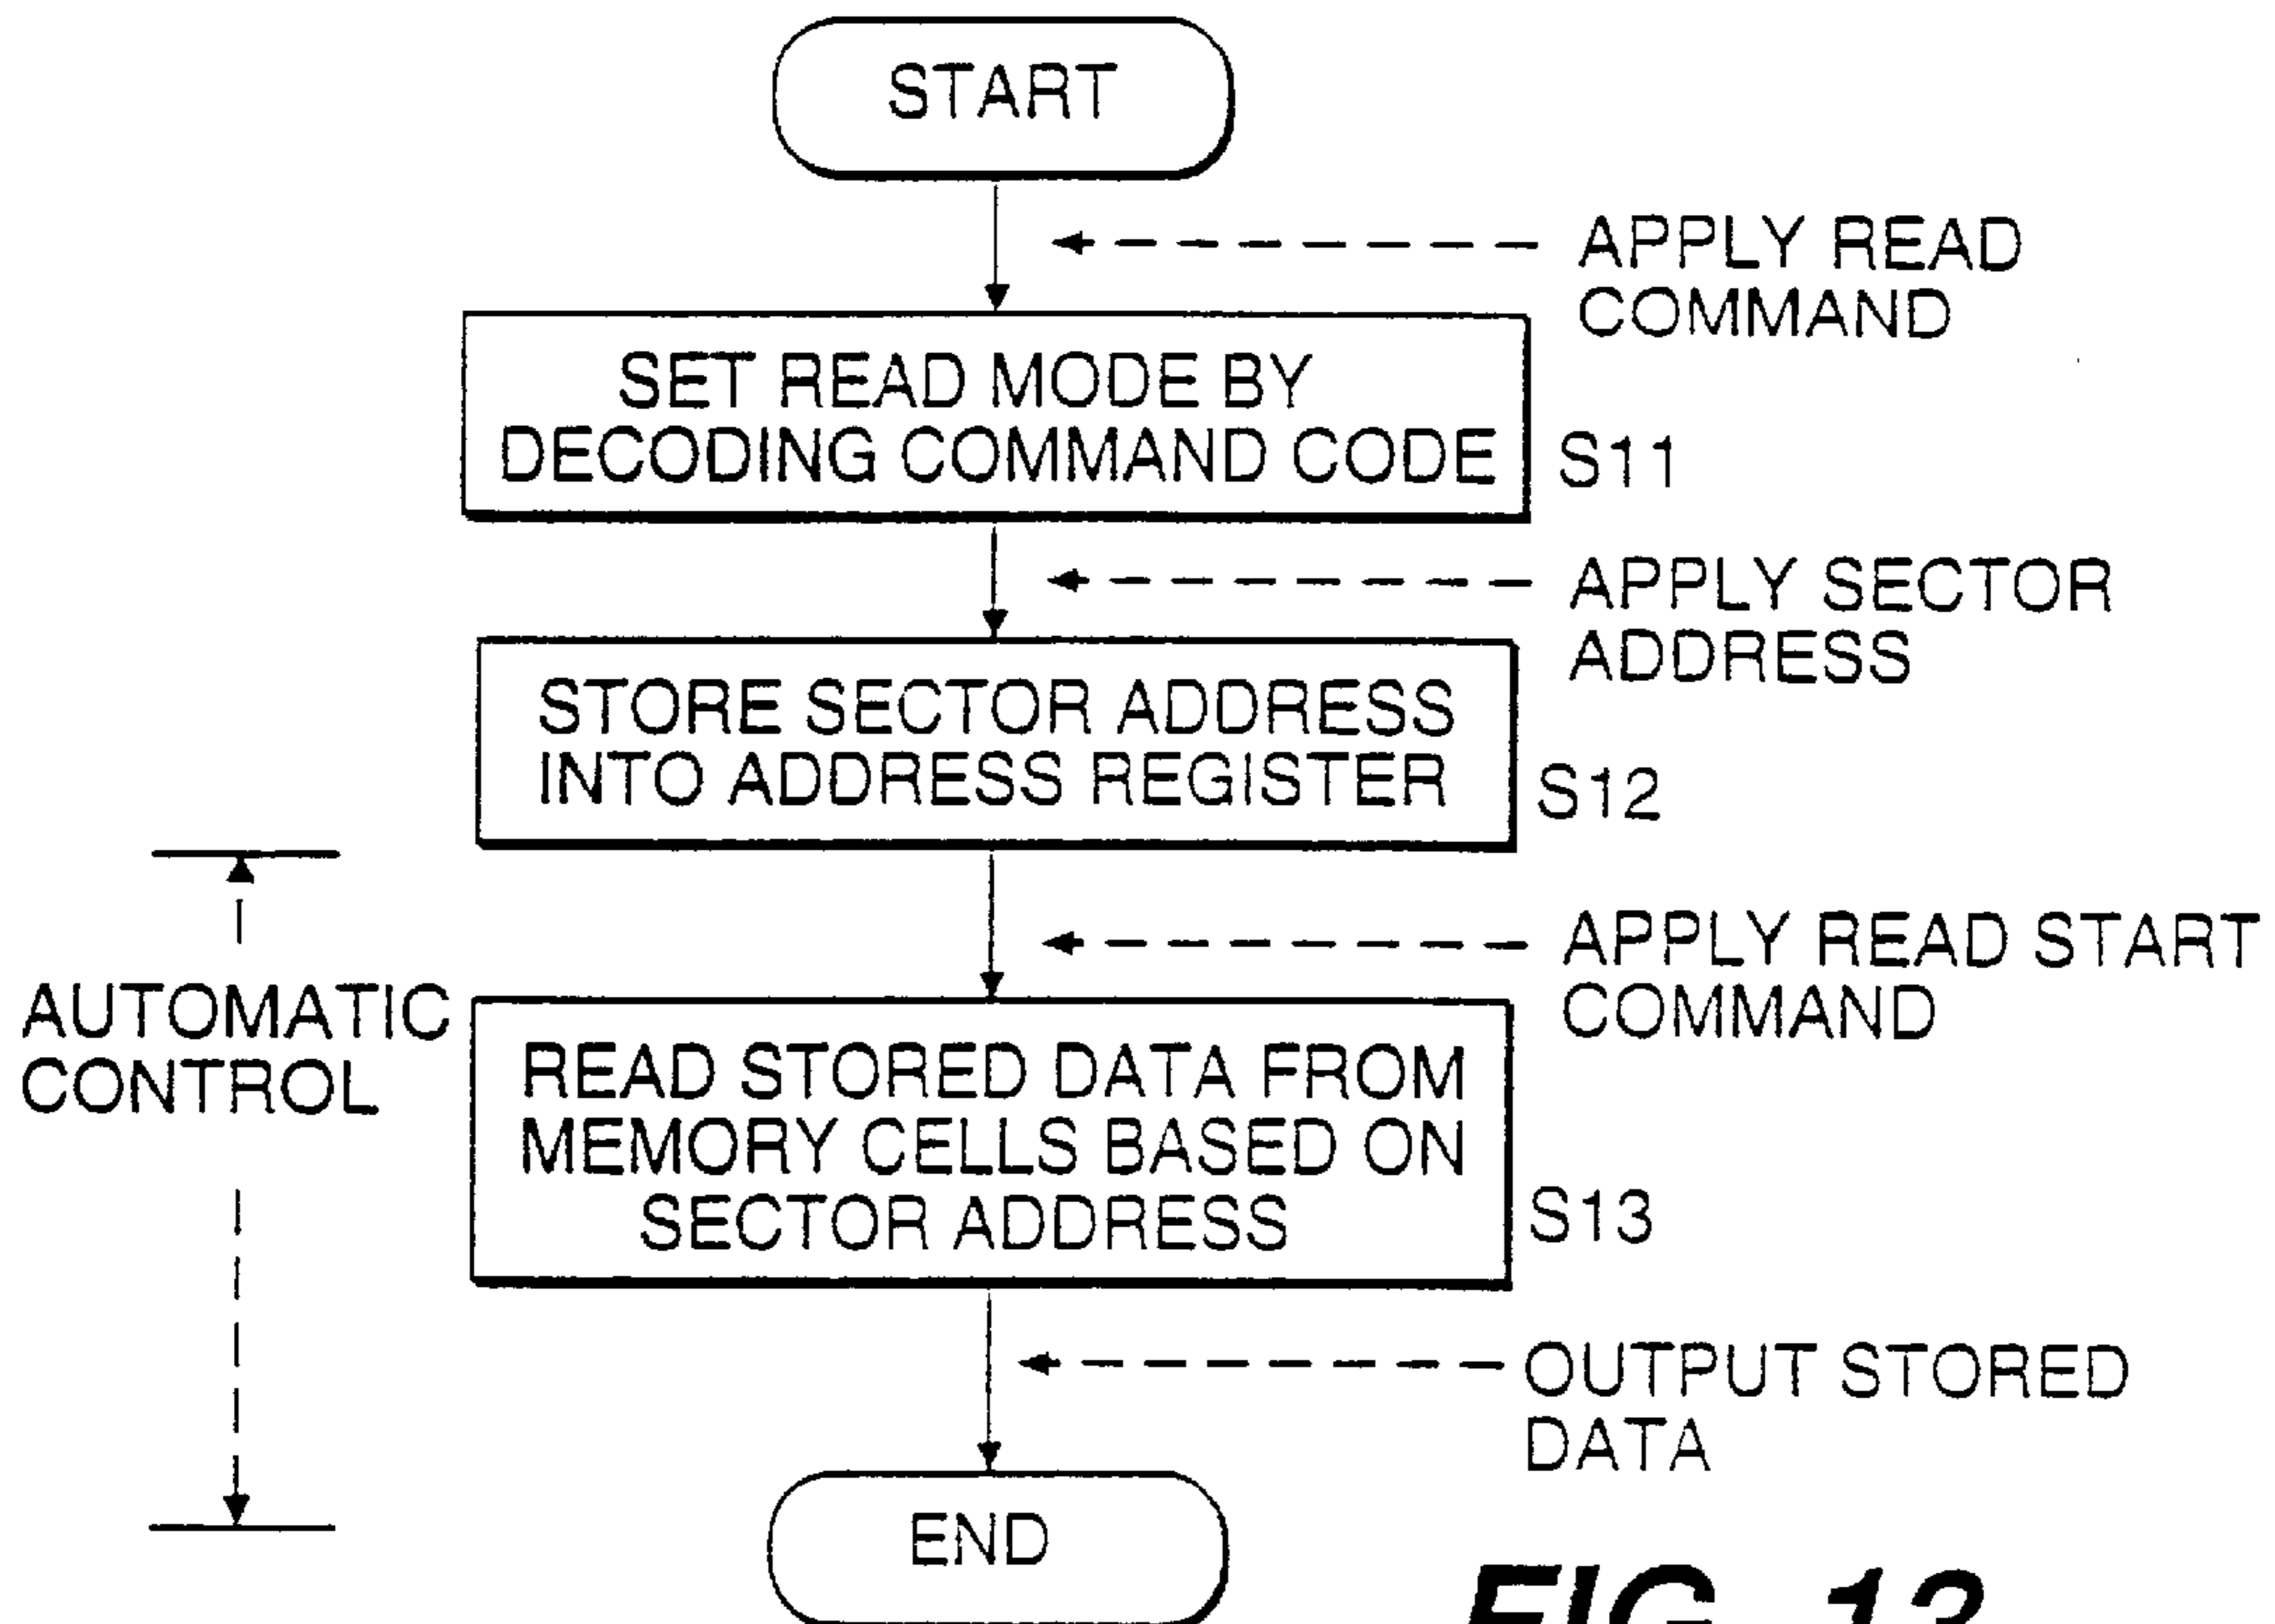 START
APPLY READ
COMMAND
SET READ MODE BY
DECODING COMMAND CODE
S11
APPLY SECTOR
ADDRESS
STORE SECTOR ADDRESS
INTO ADDRESS REGISTER
S12
APPLY READ START
COMMAND
AUTOMATIC
CONTROL
READ STORED DATA FROM
MEMORY CELLS BASED ON
SECTOR ADDRESS
S13
OUTPUT STORED
DATA
END